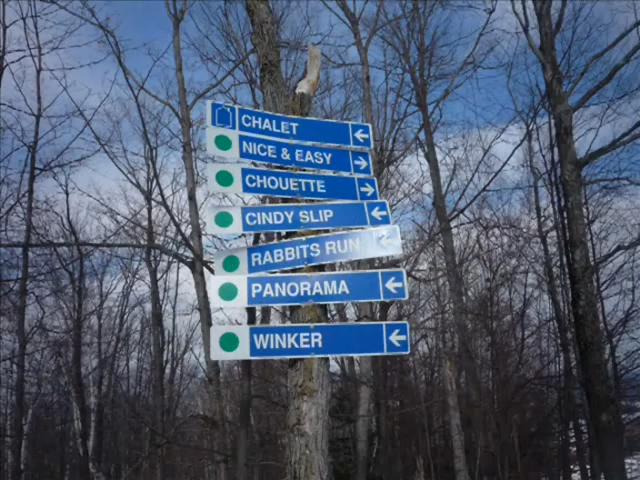 CHALET
NICE & EASY
CHOUETTE
CINDY SLIP
RABBITS RUN
PANORAMA
WINKER